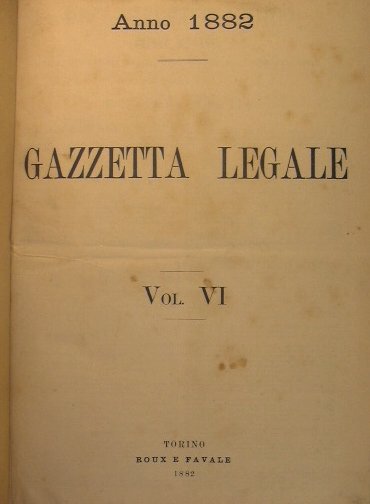 Anno 1882
GAZZETTA LEGALE
VOL. VI
TORINO
ROUX E FAVALE
1882